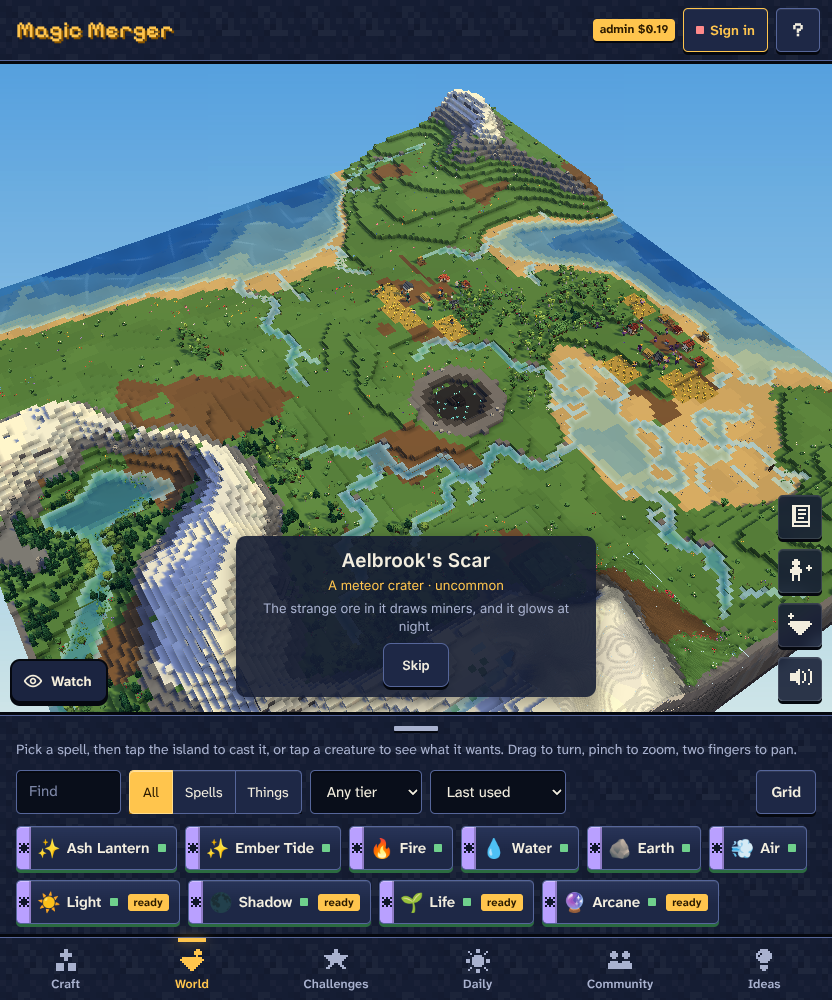 Magic Merger
admin $0.19
Sign in
?
Aelbrook's Scar
A meteor crater · uncommon
The strange ore in it draws miners, and it glows at
night.
Skip
Watch
Pick a spell, then tap the island to cast it, or tap a creature to see what it wants. Drag to turn, pinch to zoom, two fingers to pan.
Find
All
Spells
Things
Any tier
Last used
Grid
Ash Lantern
Ember Tide
Fire
Water
Earth
Air
Light ready
Shadow ready
Life ready
Arcane ready
Craft
World
Challenges
Daily
Community
Ideas